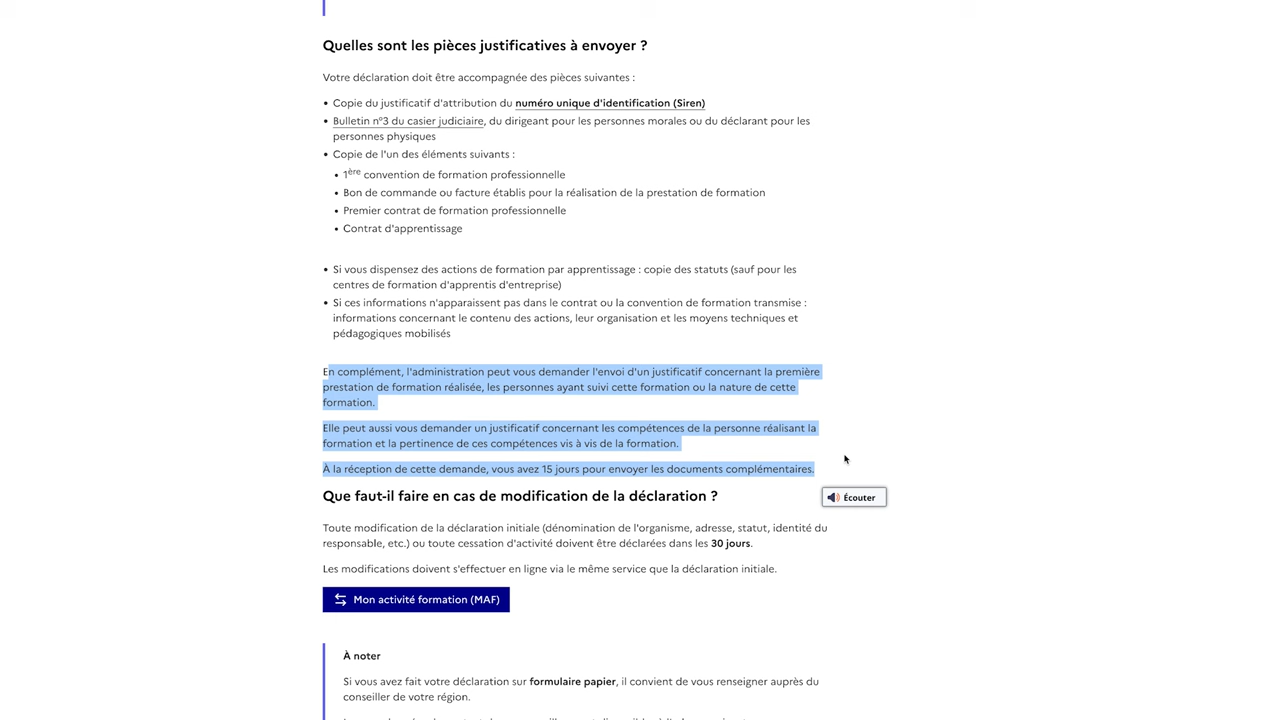 Quelles sont les pièces justificatives à envoyer ?
Votre déclaration doit être accompagnée des pièces suivantes :
• Copie du justificatif d'attribution du numéro unique d'identification (Siren)
• Bulletin n°3 du casier judiciaire, du dirigeant pour les personnes morales ou du déclarant pour les
personnes physiques
• Copie de l'un des éléments suivants :
• 1ère convention de formation professionnelle
• Bon de commande ou facture établis pour la réalisation de la prestation de formation
• Premier contrat de formation professionnelle
• Contrat d'apprentissage
• Si vous dispensez des actions de formation par apprentissage : copie des statuts (sauf pour les
centres de formation d'apprentis d'entreprise)
• Si ces informations n'apparaissent pas dans le contrat ou la convention de formation transmise :
informations concernant le contenu des actions, leur organisation et les moyens techniques et
pédagogiques mobilisés
En complément, l'administration peut vous demander l'envoi d'un justificatif concernant la première
prestation de formation réalisée, les personnes ayant suivi cette formation ou la nature de cette
formation.
Elle peut aussi vous demander un justificatif concernant les compétences de la personne réalisant la
formation et la pertinence de ces compétences vis à vis de la formation.
À la réception de cette demande, vous avez 15 jours pour envoyer les documents complémentaires.
Écouter
Que faut-il faire en cas de modification de la déclaration ?
Toute modification de la déclaration initiale (dénomination de l'organisme, adresse, statut, identité du
responsable, etc.) ou toute cessation d'activité doivent être déclarées dans les 30 jours.
Les modifications doivent s'effectuer en ligne via le même service que la déclaration initiale.
Mon activité formation (MAF)
À noter
Si vous avez fait votre déclaration sur formulaire papier, il convient de vous renseigner auprès du
conseiller de votre région.